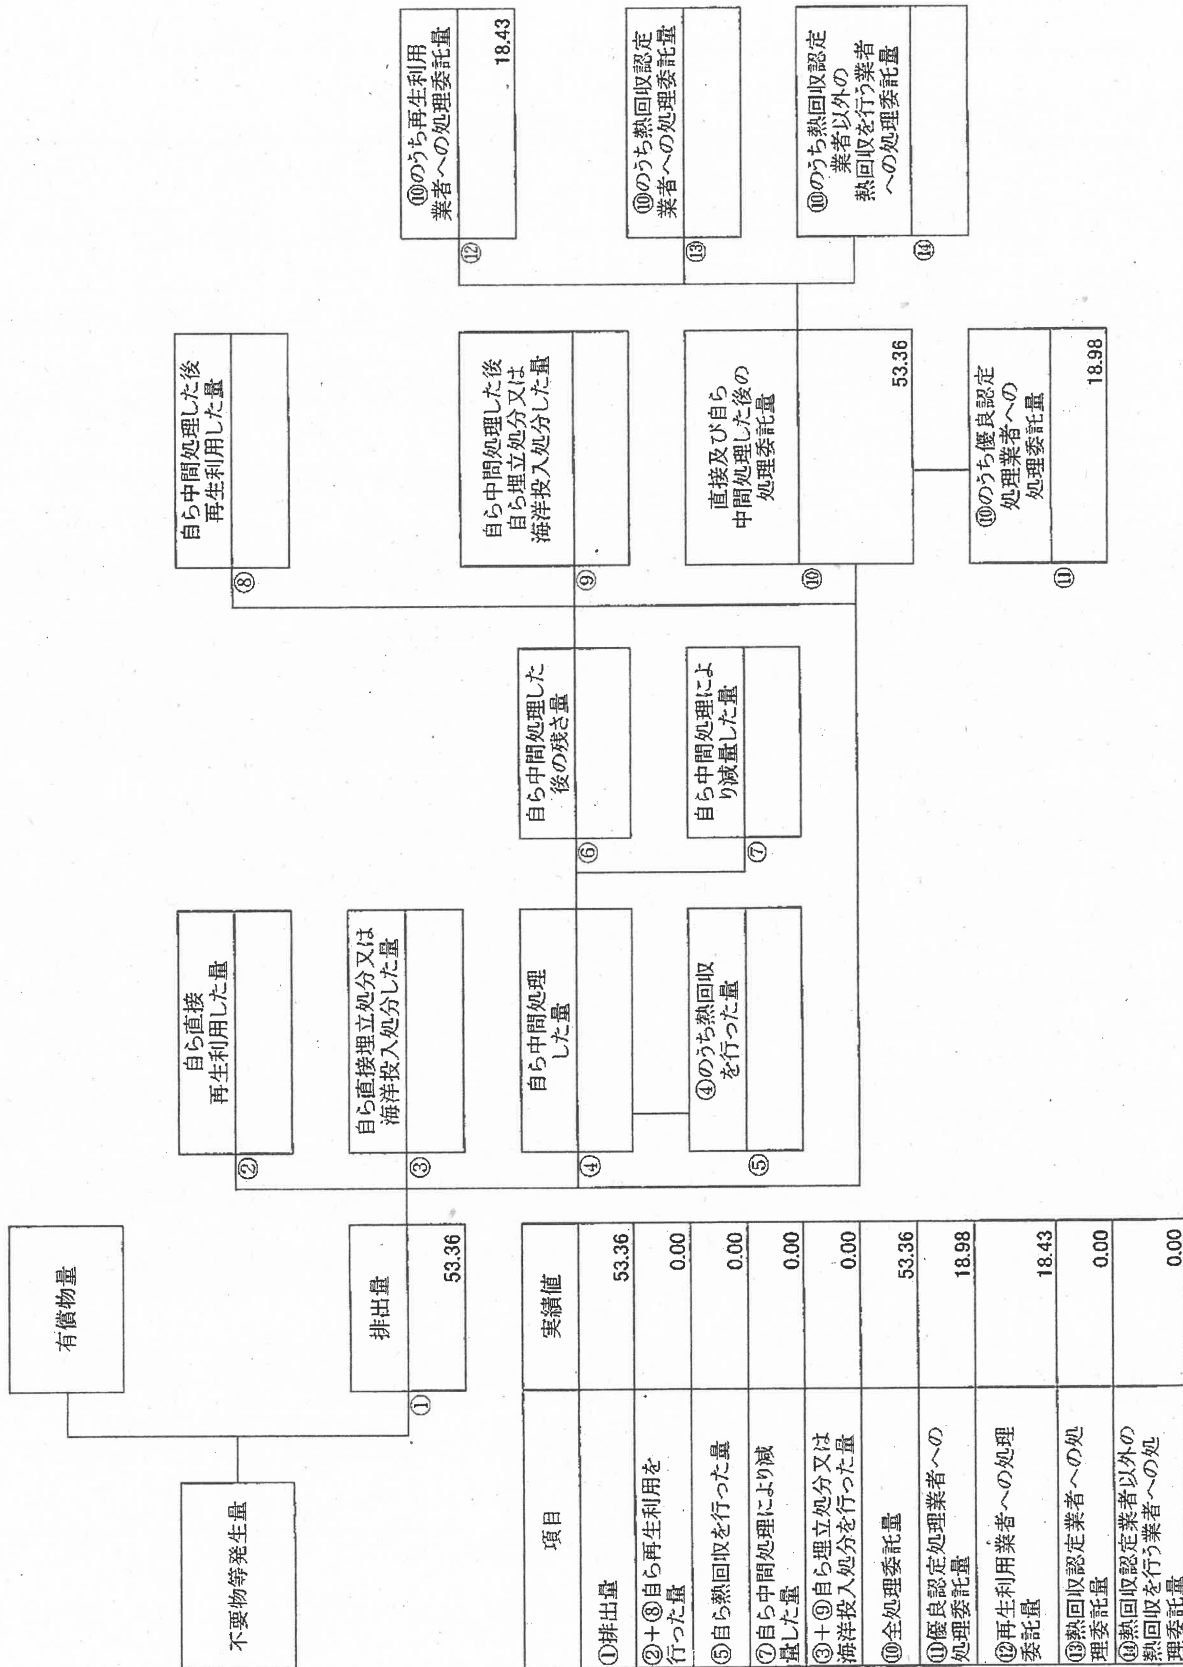 不要物等発生量
有償物量
排出量
①
53.36
自ら直接
再生利用した量
②
自ら直接埋立処分又は
海洋投入処分した量
③
自ら中間処理
した量
④
④のうち熱回収
を行った量
⑤
自ら中間処理した
後の残さ量
⑥
自ら中間処理によ
り減量した量
⑦
自ら中間処理した後
再生利用した量
⑧
自ら中間処理した後
自ら埋立処分又は
海洋投入処分した量
⑨
直接及び自ら
中間処理した後の
処理委託量
⑩
53.36
⑩のうち優良認定
処理業者への
処理委託量
⑪
18.98
⑩のうち再生利用
業者への処理委託量
⑫
18.43
⑩のうち熱回収認定
業者への処理委託量
⑬
⑩のうち熱回収認定
業者以外の
熱回収を行う業者
への処理委託量
⑭
項目
実績値
①排出量
53.36
②+⑧自ら再生利用を
行った量
0.00
⑤自ら熱回収を行った量
0.00
⑦自ら中間処理により減
量した量
0.00
③+⑨自ら埋立処分又は
海洋投入処分を行った量
0.00
⑩全処理委託量
53.36
⑪優良認定処理業者への
処理委託量
18.98
⑫再生利用業者への処理
委託量
18.43
⑬熱回収認定業者への処
理委託量
0.00
⑭熱回収認定業者以外の
熱回収を行う業者への処
理委託量
0.00